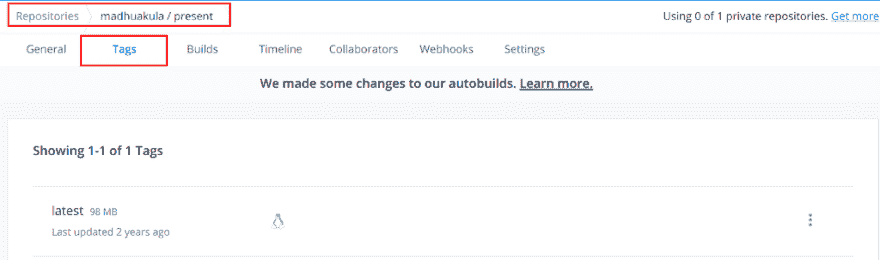 Repositories madhuakula / present Using 0 of 1 private repositories. Get more
General Tags Builds Timeline Collaborators Webhooks Settings
We made some changes to our autobuilds. Learn more.
Showing 1-1 of 1 Tags
latest 98 MB
Last updated 2 years ago